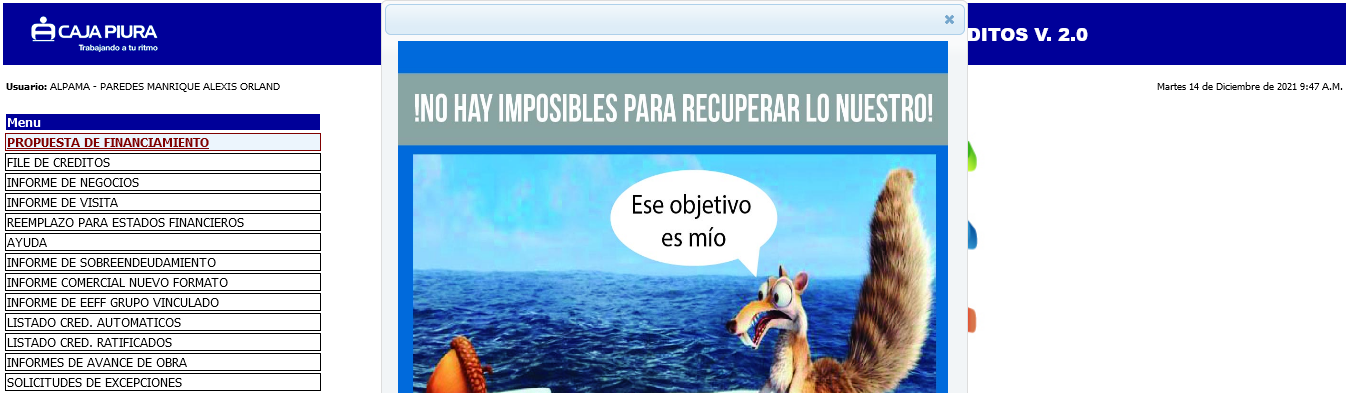 CAJA PIURA
Trabajando a tu ritmo
DITOS V. 2.0
Usuario: ALPAMA - PAREDES MANRIQUE ALEXIS ORLAND
Martes 14 de Diciembre de 2021 9:47 A.M.
Menu
PROPUESTA DE FINANCIAMIENTO
FILE DE CREDITOS
INFORME DE NEGOCIOS
INFORME DE VISITA
REEMPLAZO PARA ESTADOS FINANCIEROS
AYUDA
INFORME DE SOBREENDEUDAMIENTO
INFORME COMERCIAL NUEVO FORMATO
INFORME DE EEFF GRUPO VINCULADO
LISTADO CRED. AUTOMATICOS
LISTADO CRED. RATIFICADOS
INFORMES DE AVANCE DE OBRA
SOLICITUDES DE EXCEPCIONES
!NO HAY IMPOSIBLES PARA RECUPERAR LO NUESTRO!
Ese objetivo
es mío